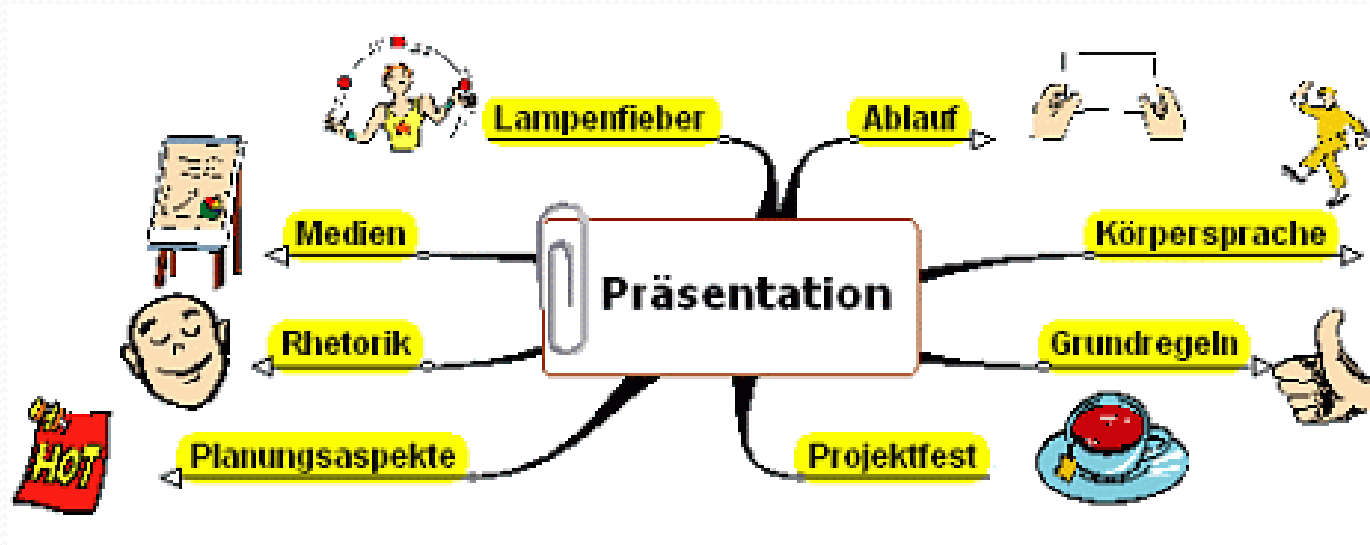 Lampenfieber
Ablauf
Medien
Körpersprache
Präsentation
Rhetorik
Grundregeln
HOT
Planungsaspekte
Projektfest